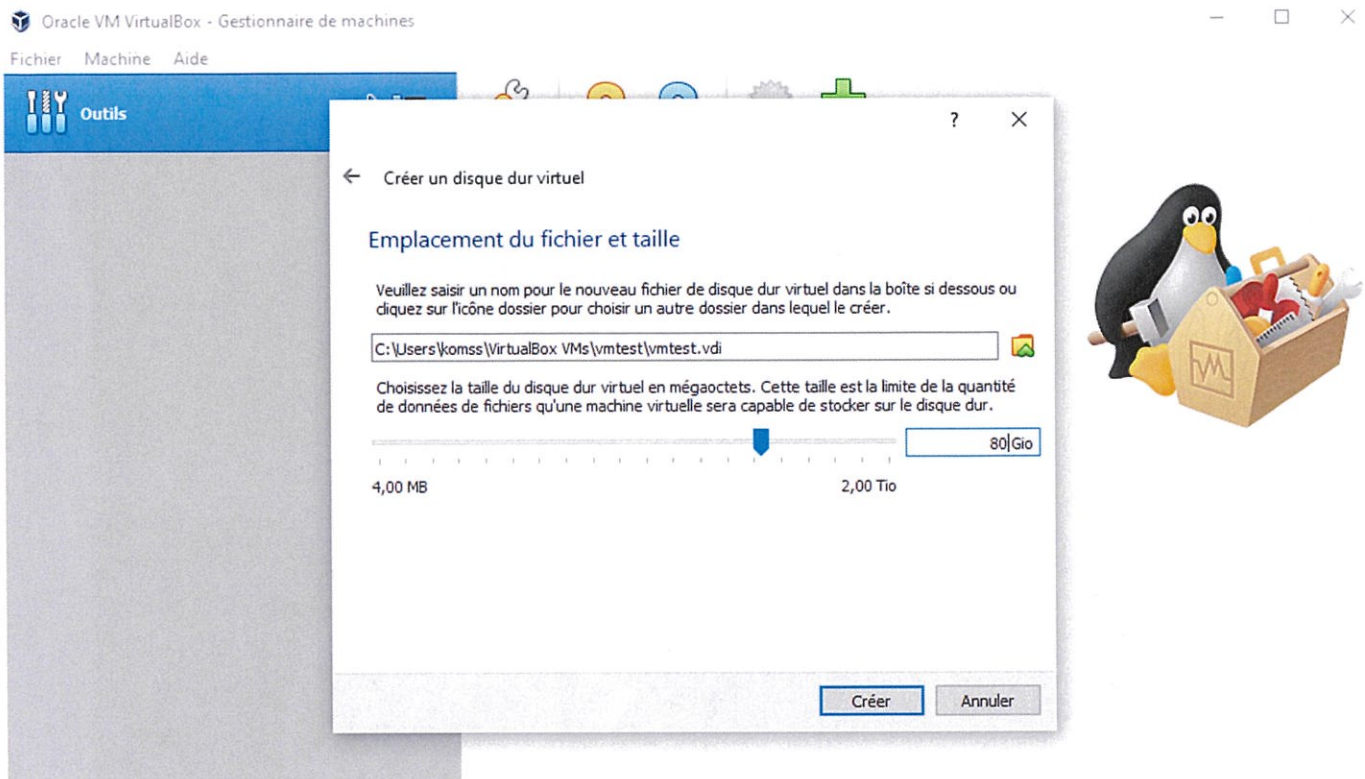 Oracle VM VirtualBox - Gestionnaire de machines
Fichier Machine Aide
Outils
?
Créer un disque dur virtuel
Emplacement du fichier et taille
Veuillez saisir un nom pour le nouveau fichier de disque dur virtuel dans la boîte si dessous ou
cliquez sur l'icône dossier pour choisir un autre dossier dans lequel le créer.
C:\Users\komss\VirtualBox VMs\vmtest\vmtest.vdi
Choisissez la taille du disque dur virtuel en mégaoctets. Cette taille est la limite de la quantité
de données de fichiers qu'une machine virtuelle sera capable de stocker sur le disque dur.
80 Gio
4,00 MB 2,00 Tio
Créer Annuler